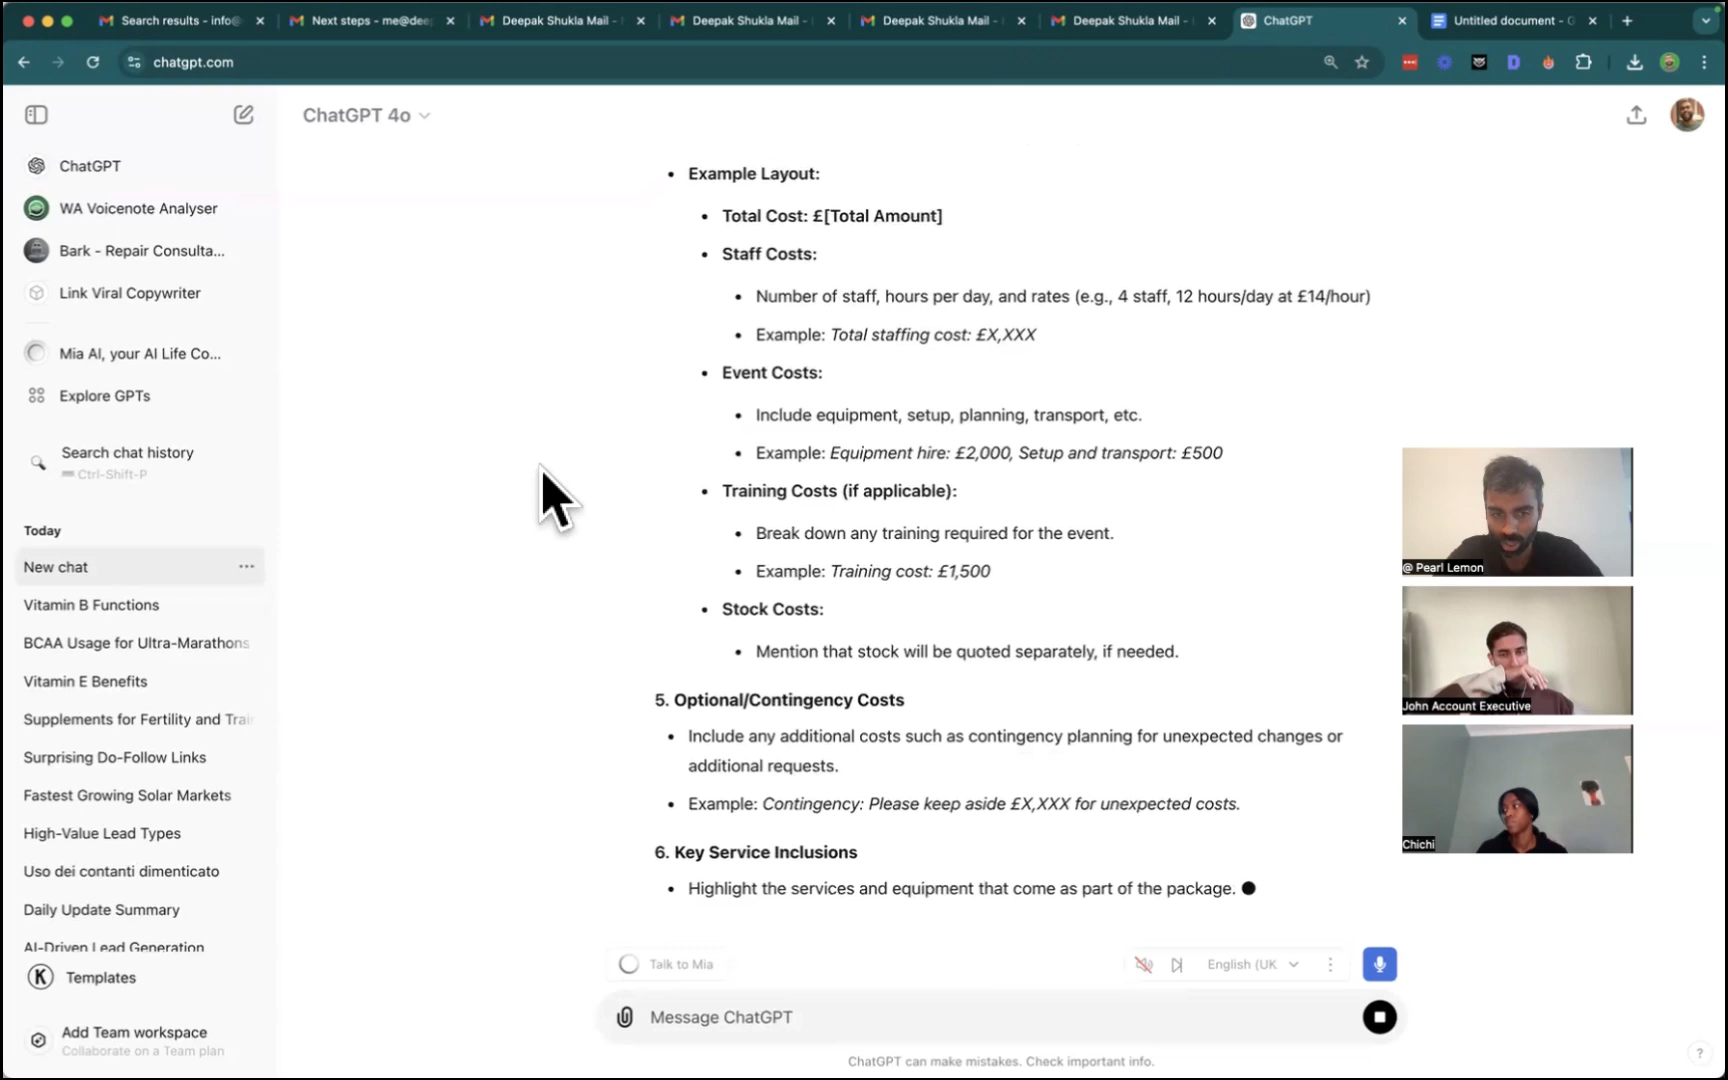 Search results - info@
Next steps - me@dee
Deepak Shukla Mail -
Deepak Shukla Mail -
Deepak Shukla Mail -
Deepak Shukla Mail -
ChatGPT
Untitled document - G
chatgpt.com
ChatGPT 4o
ChatGPT
WA Voicenote Analyser
Bark - Repair Consulta...
Link Viral Copywriter
Mia AI, your AI Life Co...
Explore GPTs
Search chat history
Ctrl-Shift-P
Today
New chat
Vitamin B Functions
BCAA Usage for Ultra-Marathons
Vitamin E Benefits
Supplements for Fertility and Trai
Surprising Do-Follow Links
Fastest Growing Solar Markets
High-Value Lead Types
Uso dei contanti dimenticato
Daily Update Summary
AI-Driven Lead Generation
Templates
Add Team workspace
Collaborate on a Team plan
• Example Layout:
• Total Cost: £[Total Amount]
• Staff Costs:
• Number of staff, hours per day, and rates (e.g., 4 staff, 12 hours/day at £14/hour)
• Example: Total staffing cost: £X,XXX
• Event Costs:
• Include equipment, setup, planning, transport, etc.
• Example: Equipment hire: £2,000, Setup and transport: £500
• Training Costs (if applicable):
• Break down any training required for the event.
• Example: Training cost: £1,500
• Stock Costs:
• Mention that stock will be quoted separately, if needed.
5. Optional/Contingency Costs
• Include any additional costs such as contingency planning for unexpected changes or
additional requests.
• Example: Contingency: Please keep aside £X,XXX for unexpected costs.
6. Key Service Inclusions
• Highlight the services and equipment that come as part of the package.
@ Pearl Lemon
John Account Executive
Chichi
Talk to Mia
English (UK
Message ChatGPT
ChatGPT can make mistakes. Check important info.
?